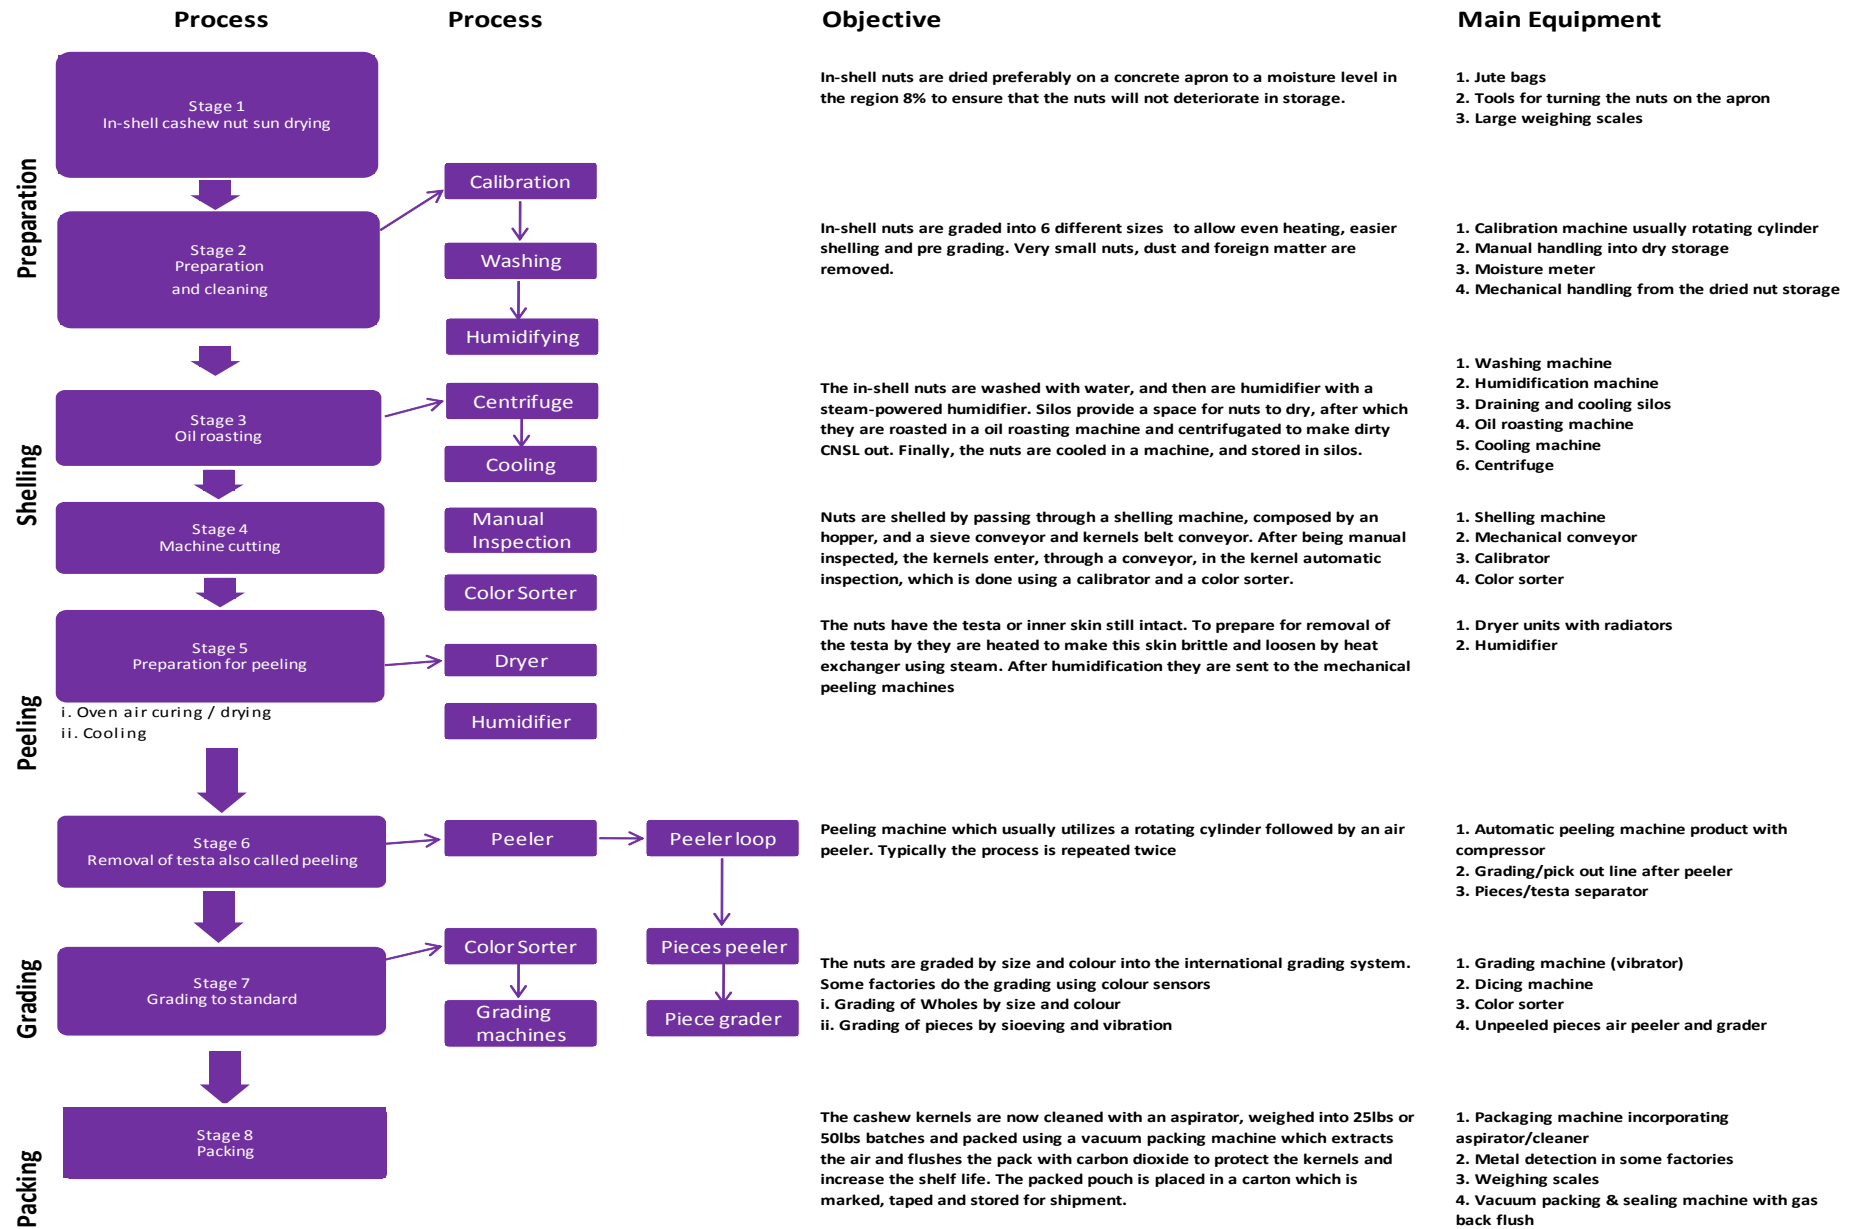 Process
Process
Objective
Main Equipment
Preparation
Stage 1
In-shell cashew nut sun drying
In-shell nuts are dried preferably on a concrete apron to a moisture level in
the region 8% to ensure that the nuts will not deteriorate in storage.
1. Jute bags
2. Tools for turning the nuts on the apron
3. Large weighing scales
Stage 2
Preparation
and cleaning
Calibration
Washing
Humidifying
In-shell nuts are graded into 6 different sizes to allow even heating, easier
shelling and pre grading. Very small nuts, dust and foreign matter are
removed.
1. Calibration machine usually rotating cylinder
2. Manual handling into dry storage
3. Moisture meter
4. Mechanical handling from the dried nut storage
Shelling
Stage 3
Oil roasting
Centrifuge
Cooling
The in-shell nuts are washed with water, and then are humidifier with a
steam-powered humidifier. Silos provide a space for nuts to dry, after which
they are roasted in a oil roasting machine and centrifugated to make dirty
CNSL out. Finally, the nuts are cooled in a machine, and stored in silos.
1. Washing machine
2. Humidification machine
3. Draining and cooling silos
4. Oil roasting machine
5. Cooling machine
6. Centrifuge
Stage 4
Machine cutting
Manual
Inspection
Color Sorter
Nuts are shelled by passing through a shelling machine, composed by an
hopper, and a sieve conveyor and kernels belt conveyor. After being manual
inspected, the kernels enter, through a conveyor, in the kernel automatic
inspection, which is done using a calibrator and a color sorter.
1. Shelling machine
2. Mechanical conveyor
3. Calibrator
4. Color sorter
Peeling
Stage 5
Preparation for peeling
i. Oven air curing / drying
ii. Cooling
Dryer
Humidifier
The nuts have the testa or inner skin still intact. To prepare for removal of
the testa by they are heated to make this skin brittle and loosen by heat
exchanger using steam. After humidification they are sent to the mechanical
peeling machines
1. Dryer units with radiators
2. Humidifier
Stage 6
Removal of testa also called peeling
Peeler
Peeler loop
Peeling machine which usually utilizes a rotating cylinder followed by an air
peeler. Typically the process is repeated twice
1. Automatic peeling machine product with
compressor
2. Grading/pick out line after peeler
3. Pieces/testa separator
Grading
Stage 7
Grading to standard
Color Sorter
Grading
machines
Pieces peeler
Piece grader
The nuts are graded by size and colour into the international grading system.
Some factories do the grading using colour sensors
i. Grading of Wholes by size and colour
ii. Grading of pieces by sioeving and vibration
1. Grading machine (vibrator)
2. Dicing machine
3. Color sorter
4. Unpeeled pieces air peeler and grader
Packing
Stage 8
Packing
The cashew kernels are now cleaned with an aspirator, weighed into 25lbs or
50lbs batches and packed using a vacuum packing machine which extracts
the air and flushes the pack with carbon dioxide to protect the kernels and
increase the shelf life. The packed pouch is placed in a carton which is
marked, taped and stored for shipment.
1. Packaging machine incorporating
aspirator/cleaner
2. Metal detection in some factories
3. Weighing scales
4. Vacuum packing & sealing machine with gas
back flush